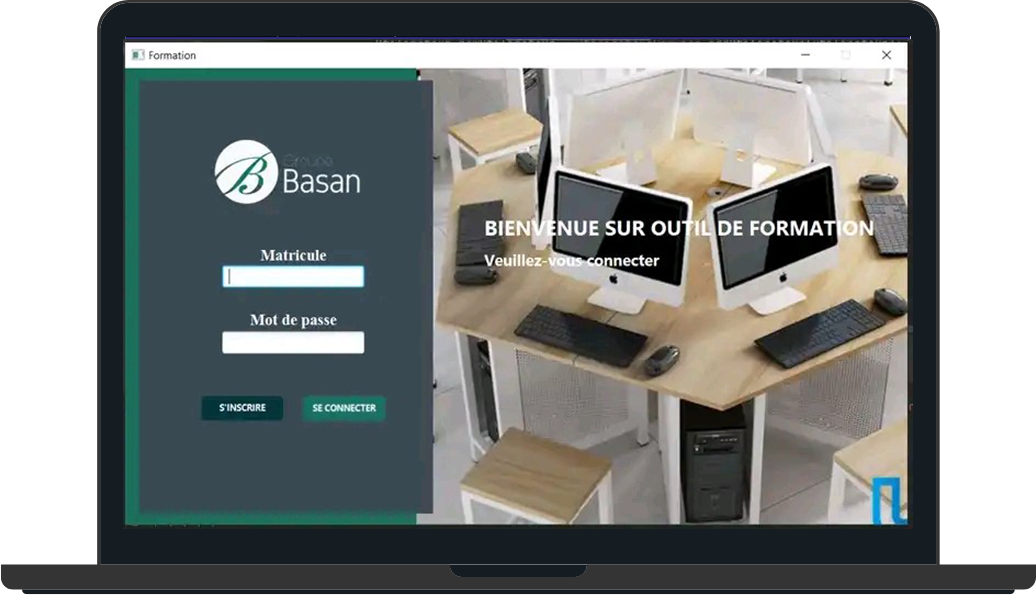 Formation
Groupe
Basan
Matricule
Mot de passe
S'INSCRIRE
SE CONNECTER
BIENVENUE SUR OUTIL DE FORMATION
Veuillez-vous connecter